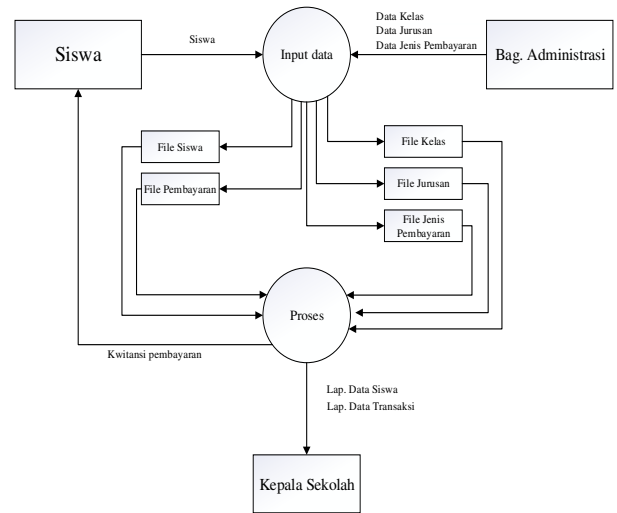 Siswa
Siswa
Input data
Data Kelas
Data Jurusan
Data Jenis Pembayaran
Bag. Administrasi
File Siswa
File Pembayaran
File Kelas
File Jurusan
File Jenis
Pembayaran
Proses
Kwitansi pembayaran
Lap. Data Siswa
Lap. Data Transaksi
Kepala Sekolah